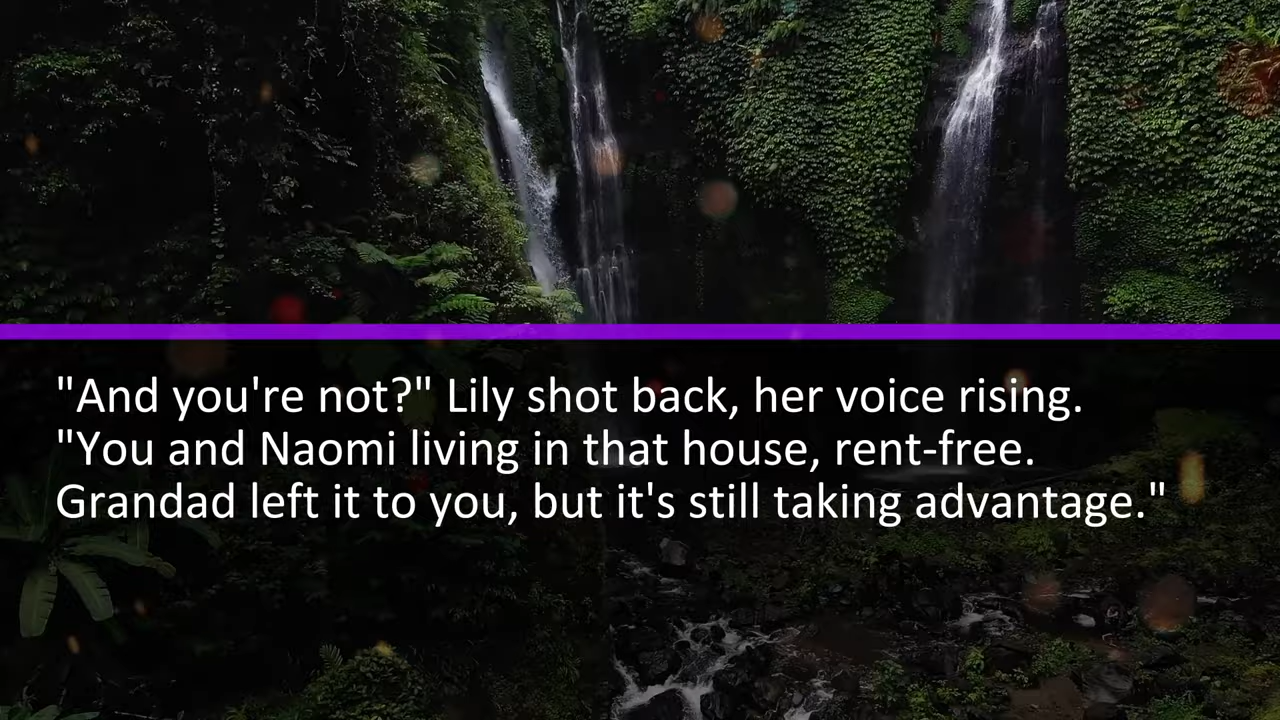 "And you're not?" Lily shot back, her voice rising.
"You and Naomi living in that house, rent-free.
Grandad left it to you, but it's still taking advantage."